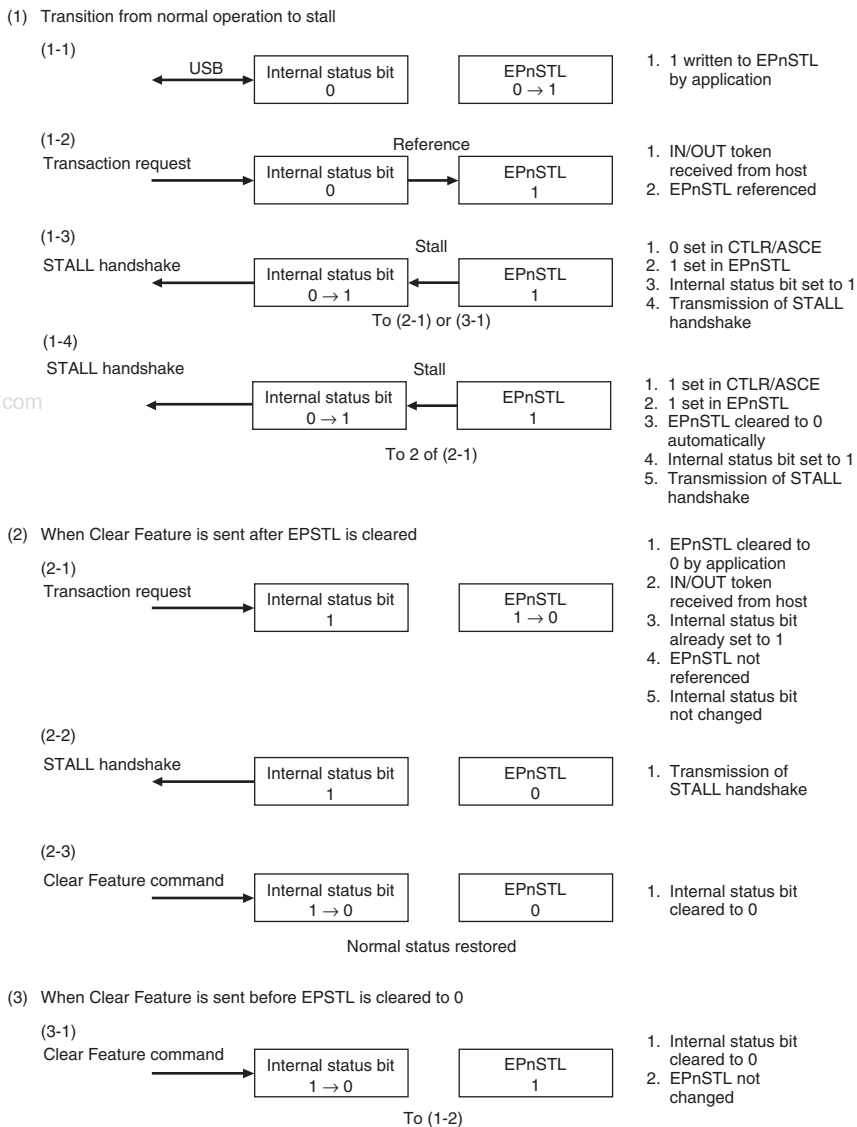 (1) Transition from normal operation to stall
(1-1)
USB
Internal status bit
0
EPnSTL
0 → 1
1. 1 written to EPnSTL
by application
(1-2)
Transaction request
Reference
Internal status bit
0
EPnSTL
1
1. IN/OUT token
received from host
2. EPnSTL referenced
(1-3)
STALL handshake
Stall
Internal status bit
0 → 1
EPnSTL
1
To (2-1) or (3-1)
1. 0 set in CTLR/ASCE
2. 1 set in EPnSTL
3. Internal status bit set to 1
4. Transmission of STALL
handshake
(1-4)
STALL handshake
Stall
com
Internal status bit
0 → 1
EPnSTL
1
To 2 of (2-1)
1. 1 set in CTLR/ASCE
2. 1 set in EPnSTL
3. EPnSTL cleared to 0
automatically
4. Internal status bit set to 1
5. Transmission of STALL
handshake
(2) When Clear Feature is sent after EPSTL is cleared
(2-1)
Transaction request
Internal status bit
1
EPnSTL
1 → 0
1. EPnSTL cleared to
0 by application
2. IN/OUT token
received from host
3. Internal status bit
already set to 1
4. EPnSTL not
referenced
5. Internal status bit
not changed
(2-2)
STALL handshake
Internal status bit
1
EPnSTL
0
1. Transmission of
STALL handshake
(2-3)
Clear Feature command
Internal status bit
1 → 0
EPnSTL
0
1. Internal status bit
cleared to 0
Normal status restored
(3) When Clear Feature is sent before EPSTL is cleared to 0
(3-1)
Clear Feature command
Internal status bit
1 → 0
EPnSTL
1
1. Internal status bit
cleared to 0
2. EPnSTL not
changed
To (1-2)